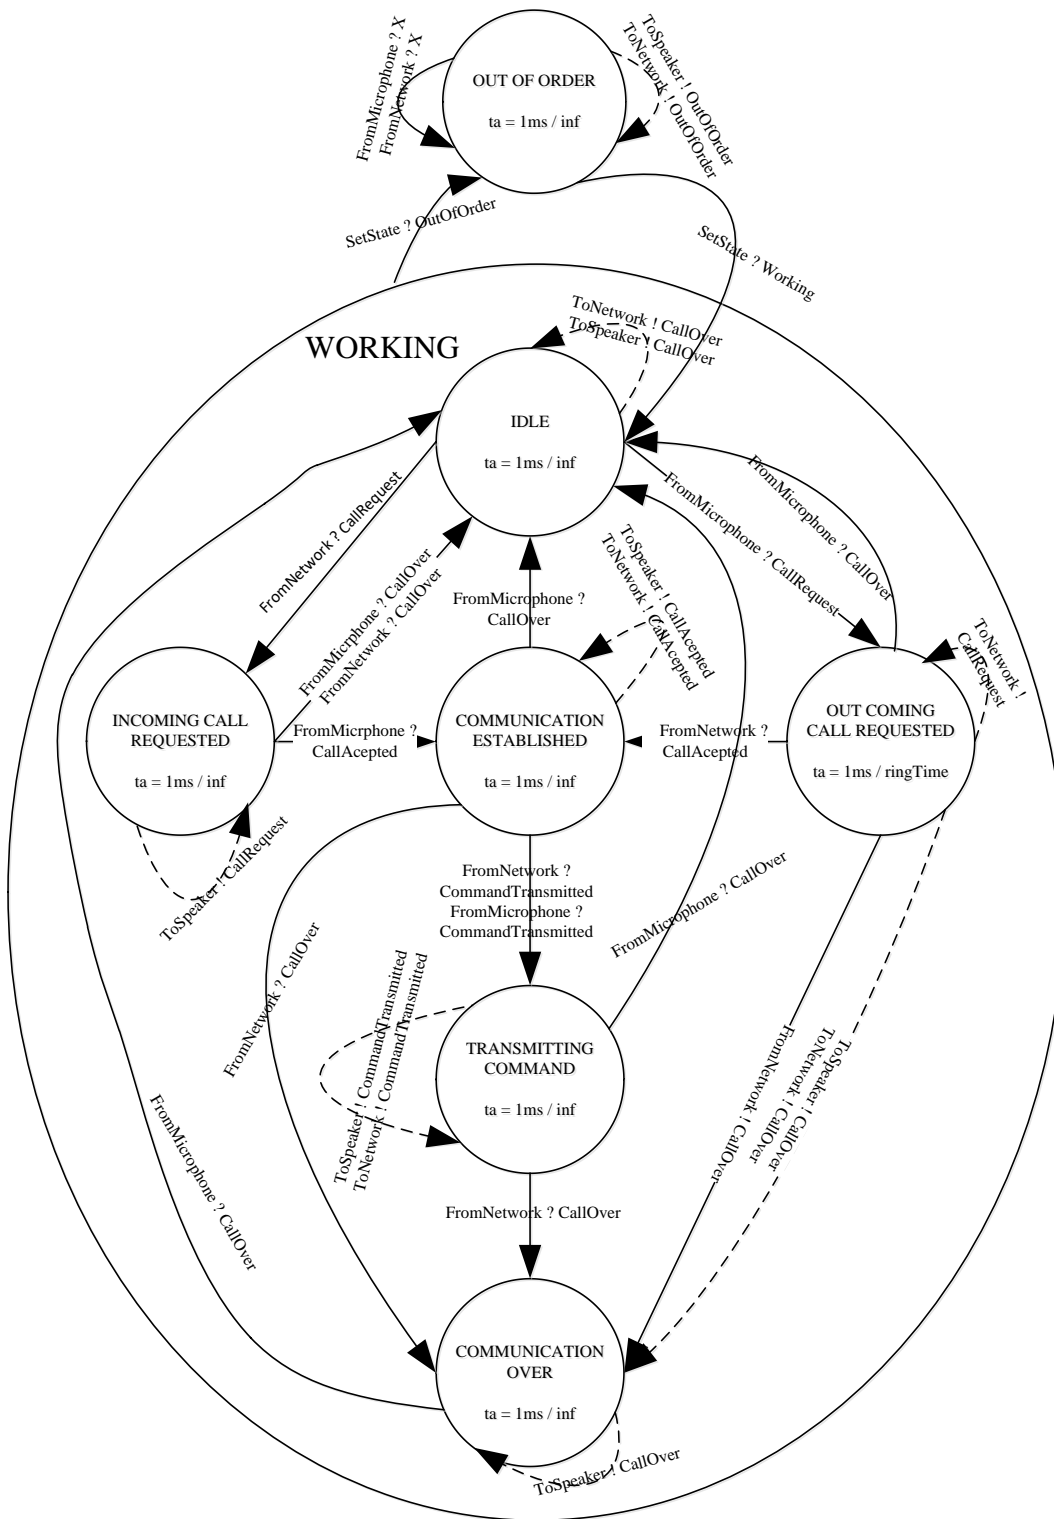 FromMicrophone ? X
FromNetwork ? X
OUT OF ORDER
ta = 1ms / inf
ToSpeaker ! OutOfOrder
ToNetwork ! OutOfOrder
SetState ? OutOfOrder
SetState ? Working
WORKING
ToNetwork ! CallOver
ToSpeaker ! CallOver
IDLE
ta = 1ms / inf
FromNetwork ? CallRequest
FromMicrphone ? CallOver
FromNetwork ? CallOver
FromMicrophone ?
CallOver
ToSpeaker ! CallAcepted
ToNetwork ! CallAcepted
FromMicrophone ? CallRequest
FromMicrophone ? CallOver
ToNetwork !
CallRequest
INCOMING CALL
REQUESTED
ta = 1ms / inf
FromMicrphone ?
CallAcepted
COMMUNICATION
ESTABLISHED
ta = 1ms / inf
FromNetwork ?
CallAcepted
OUT COMING
CALL REQUESTED
ta = 1ms / ringTime
ToSpeaker ! CallRequest
FromNetwork ?
CommandTransmitted
FromMicrophone ?
CommandTransmitted
FromMicrophone ? CallOver
FromNetwork ? CallOver
ToSpeaker ! CommandTransmitted
ToNetwork ! CommandTransmitted
TRANSMITTING
COMMAND
ta = 1ms / inf
FromNetwork ! CallOver
ToSpeaker ! CallOver
ToNetwork ! CallOver
FromMicrophone ? CallOver
FromNetwork ? CallOver
COMMUNICATION
OVER
ta = 1ms / inf
ToSpeaker ! CallOver